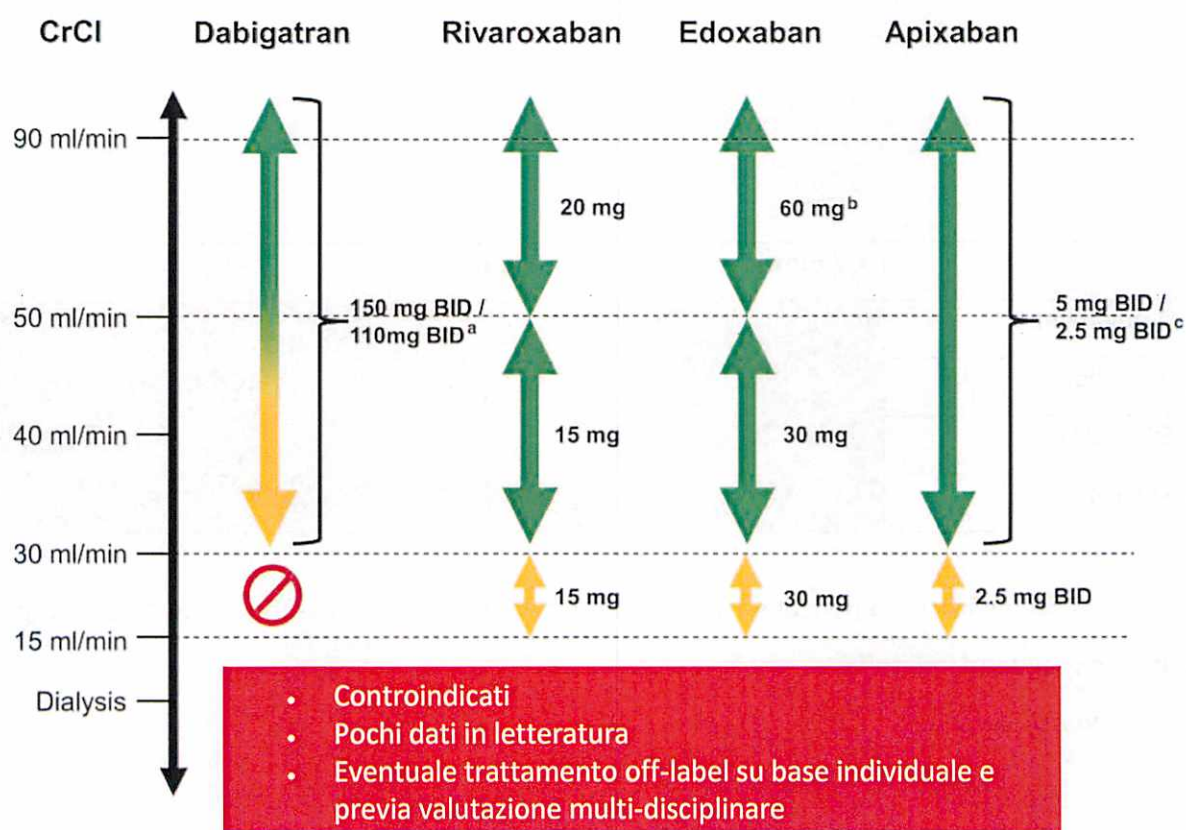 CrCl Dabigatran Rivaroxaban Edoxaban Apixaban
90 ml/min
20 mg 60 mgᵇ
50 ml/min
150 mg BID /
110mg BIDᵃ
5 mg BID /
2.5 mg BIDᶜ
40 ml/min
15 mg 30 mg
30 ml/min
15 mg 30 mg 2.5 mg BID
15 ml/min
Dialysis
• Controindicati
• Pochi dati in letteratura
• Eventuale trattamento off-label su base individuale e
previa valutazione multi-disciplinare